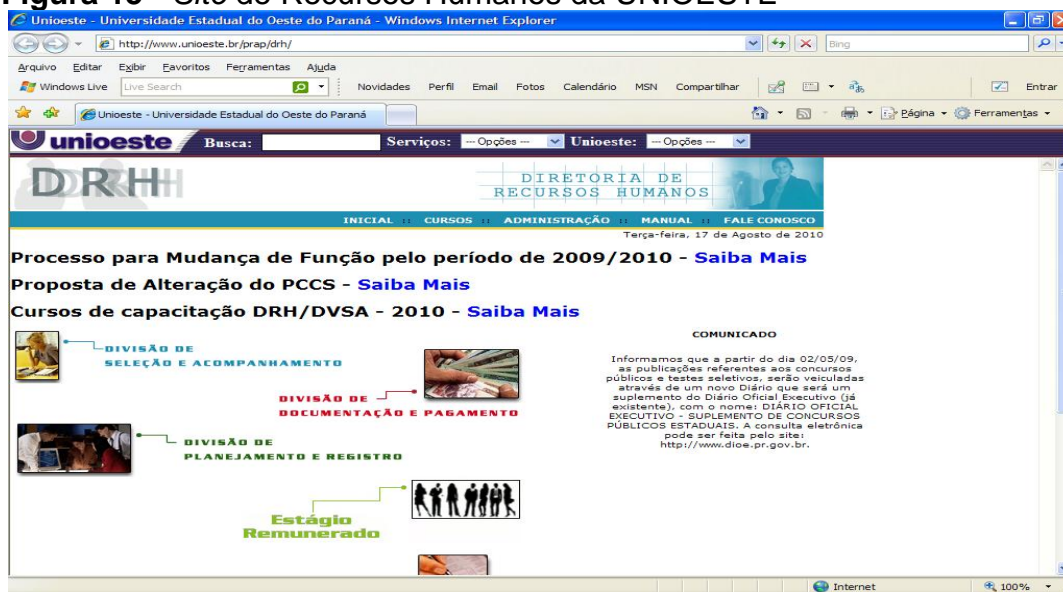 Figura 16 - Site de Recursos Humanos da UNIOESTE
Unioeste - Universidade Estadual do Oeste do Paraná - Windows Internet Explorer
http://www.unioeste.br/prap/drh/
Bing
Arquivo Editar Exibir Favoritos Ferramentas Ajuda
Windows Live Live Search Novidades Perfil Email Fotos Calendário MSN Compartilhar Entrar
Unioeste - Universidade Estadual do Oeste do Paraná Página Ferramentas
unioeste Busca: Serviços: -- Opções -- Unioeste: -- Opções --
DRH
DIRETORIA DE
RECURSOS HUMANOS
INICIAL :: CURSOS :: ADMINISTRAÇÃO :: MANUAL :: FALE CONOSCO
Terça-feira, 17 de Agosto de 2010
Processo para Mudança de Função pelo período de 2009/2010 - Saiba Mais
Proposta de Alteração do PCCS - Saiba Mais
Cursos de capacitação DRH/DVSA - 2010 - Saiba Mais
DIVISÃO DE
SELEÇÃO E ACOMPANHAMENTO
DIVISÃO DE
DOCUMENTAÇÃO E PAGAMENTO
DIVISÃO DE
PLANEJAMENTO E REGISTRO
Estágio
Remunerado
COMUNICADO
Informamos que a partir do dia 02/05/09,
as publicações referentes aos concursos
públicos e testes seletivos, serão veiculadas
através de um novo Diário que será um
suplemento do Diário Oficial Executivo (já
existente), com o nome: DIÁRIO OFICIAL
EXECUTIVO - SUPLEMENTO DE CONCURSOS
PÚBLICOS ESTADUAIS. A consulta eletrônica
pode ser feita pelo site:
http://www.dioe.pr.gov.br.
Internet 100%